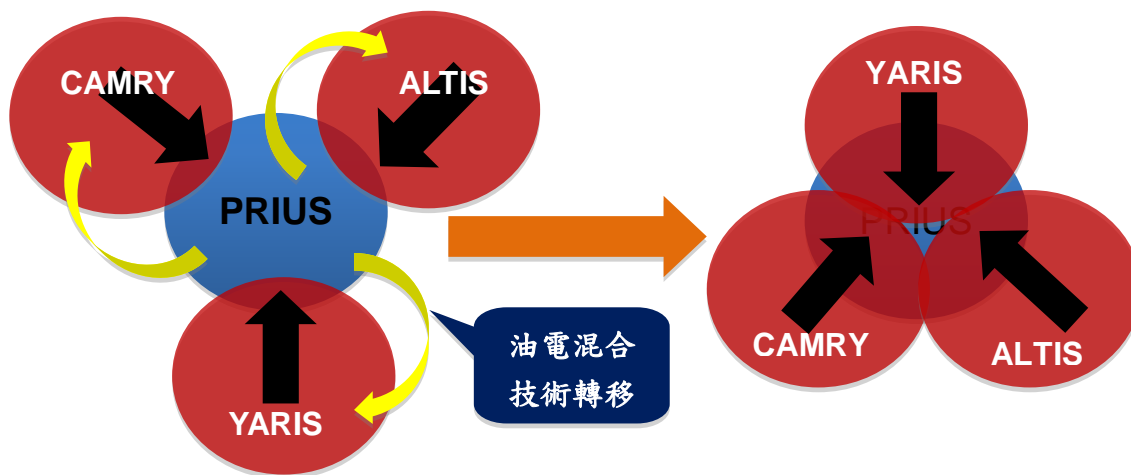 CAMRY
ALTIS
PRIUS
YARIS
油電混合
技術轉移
YARIS
PRIUS
CAMRY
ALTIS